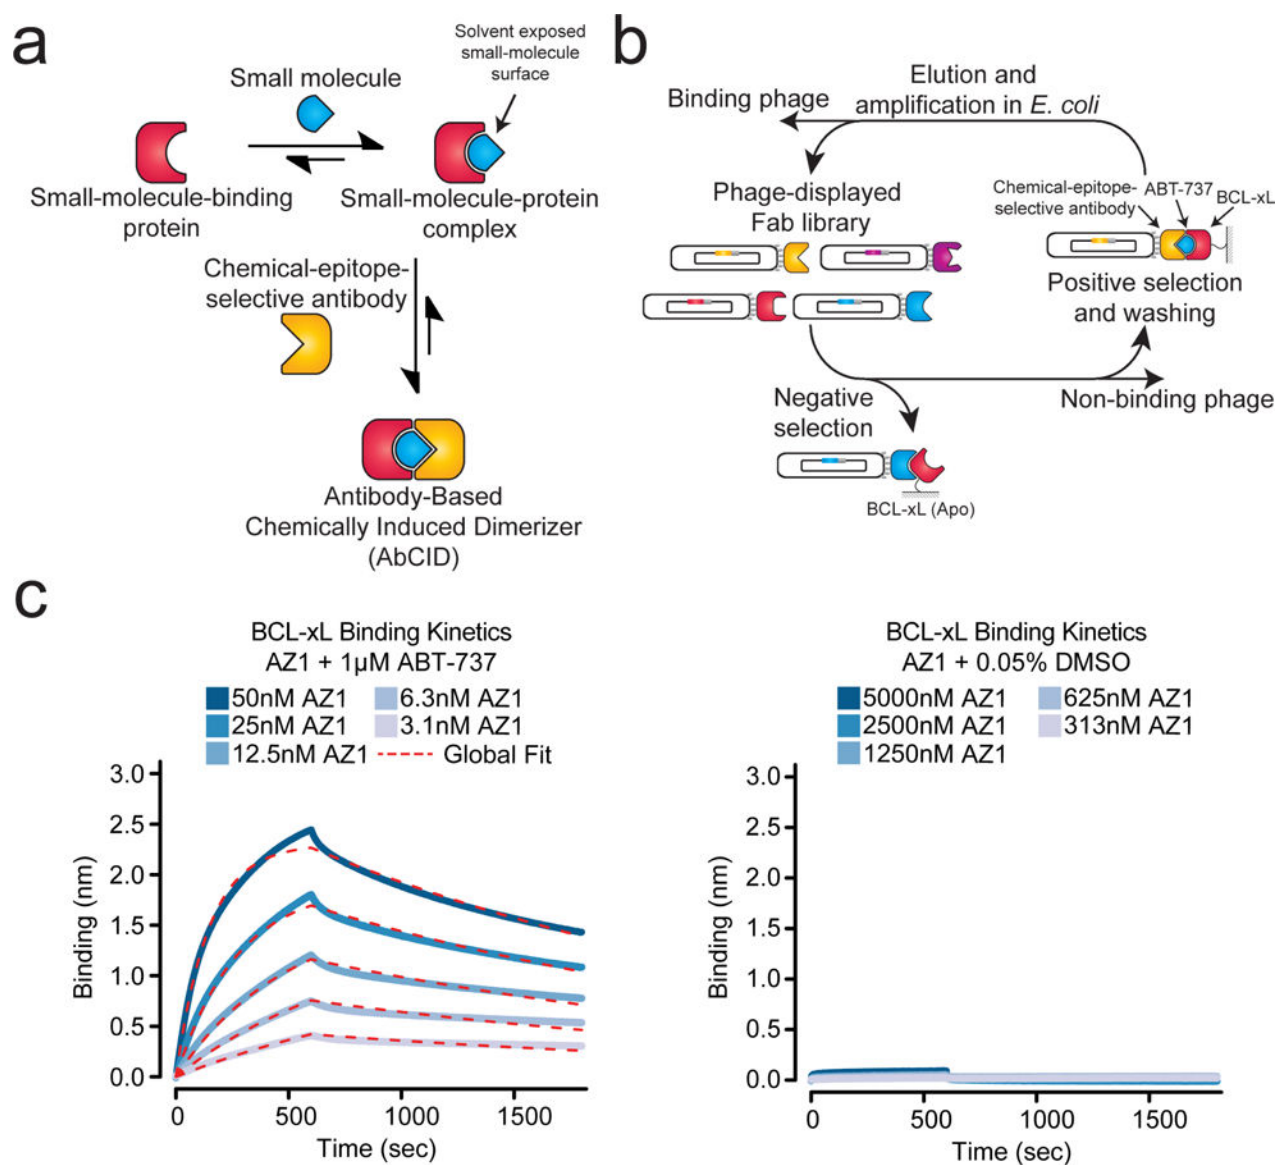 a
Solvent exposed
small-molecule
surface
Small molecule
Small-molecule-binding
protein
Small-molecule-protein
complex
Chemical-epitope-
selective antibody
Antibody-Based
Chemically Induced Dimerizer
(AbCID)
b
Elution and
amplification in E. coli
Binding phage
Phage-displayed
Fab library
Chemical-epitope-
selective antibody
ABT-737
BCL-xL
Positive selection
and washing
Negative
selection
Non-binding phage
BCL-xL (Apo)
c
BCL-xL Binding Kinetics
AZ1 + 1µM ABT-737
50nM AZ1
6.3nM AZ1
25nM AZ1
3.1nM AZ1
12.5nM AZ1
Global Fit
3.0
2.5
2.0
1.5
1.0
0.5
0.0
Binding (nm)
0 500 1000 1500
Time (sec)
BCL-xL Binding Kinetics
AZ1 + 0.05% DMSO
5000nM AZ1
625nM AZ1
2500nM AZ1
313nM AZ1
1250nM AZ1
3.0
2.5
2.0
1.5
1.0
0.5
0.0
Binding (nm)
0 500 1000 1500
Time (sec)